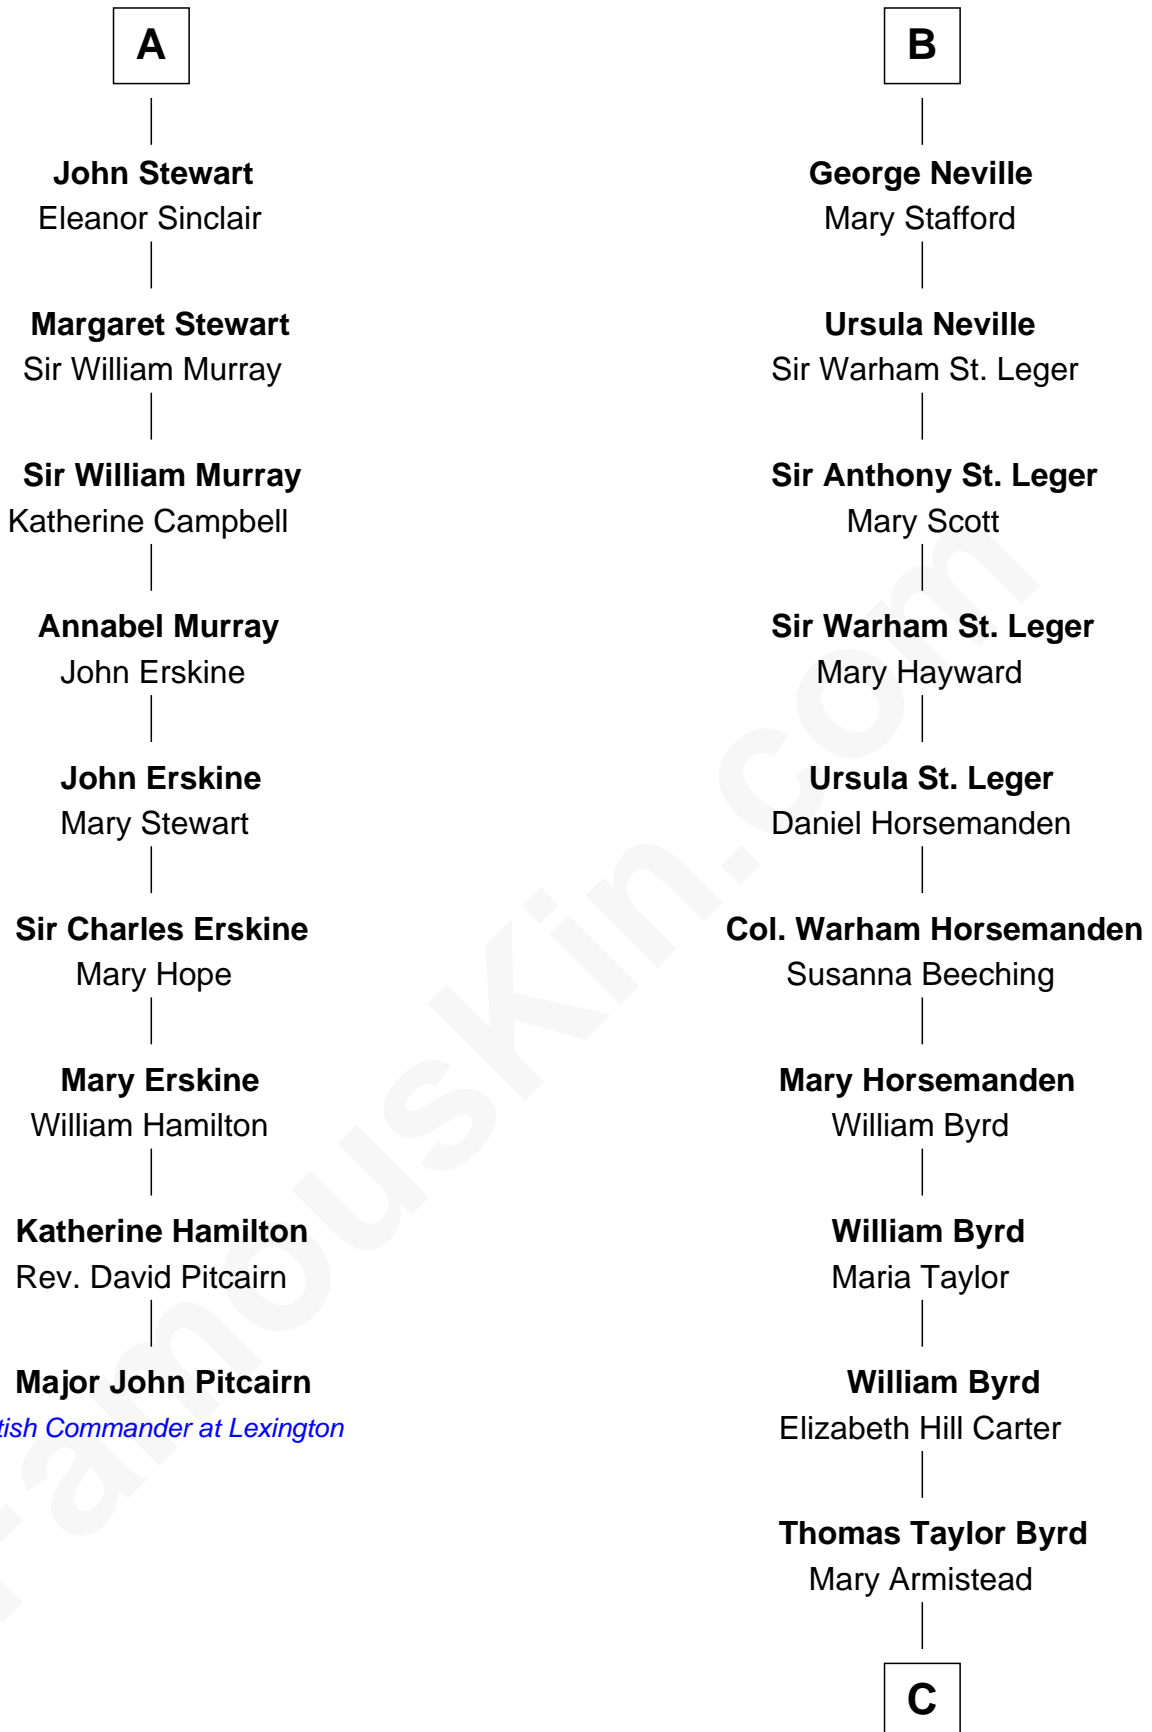 A
John Stewart
Eleanor Sinclair
Margaret Stewart
Sir William Murray
Sir William Murray
Katherine Campbell
Annabel Murray
John Erskine
John Erskine
Mary Stewart
Sir Charles Erskine
Mary Hope
Mary Erskine
William Hamilton
Katherine Hamilton
Rev. David Pitcairn
Major John Pitcairn
Commander at Lexington
B
George Neville
Mary Stafford
Ursula Neville
Sir Warham St. Leger
Sir Anthony St. Leger
Mary Scott
Sir Warham St. Leger
Mary Hayward
Ursula St. Leger
Daniel Horsemanden
Col. Warham Horsemanden
Susanna Beeching
Mary Horsemanden
William Byrd
William Byrd
Maria Taylor
William Byrd
Elizabeth Hill Carter
Thomas Taylor Byrd
Mary Armistead
C
FamousKin.com